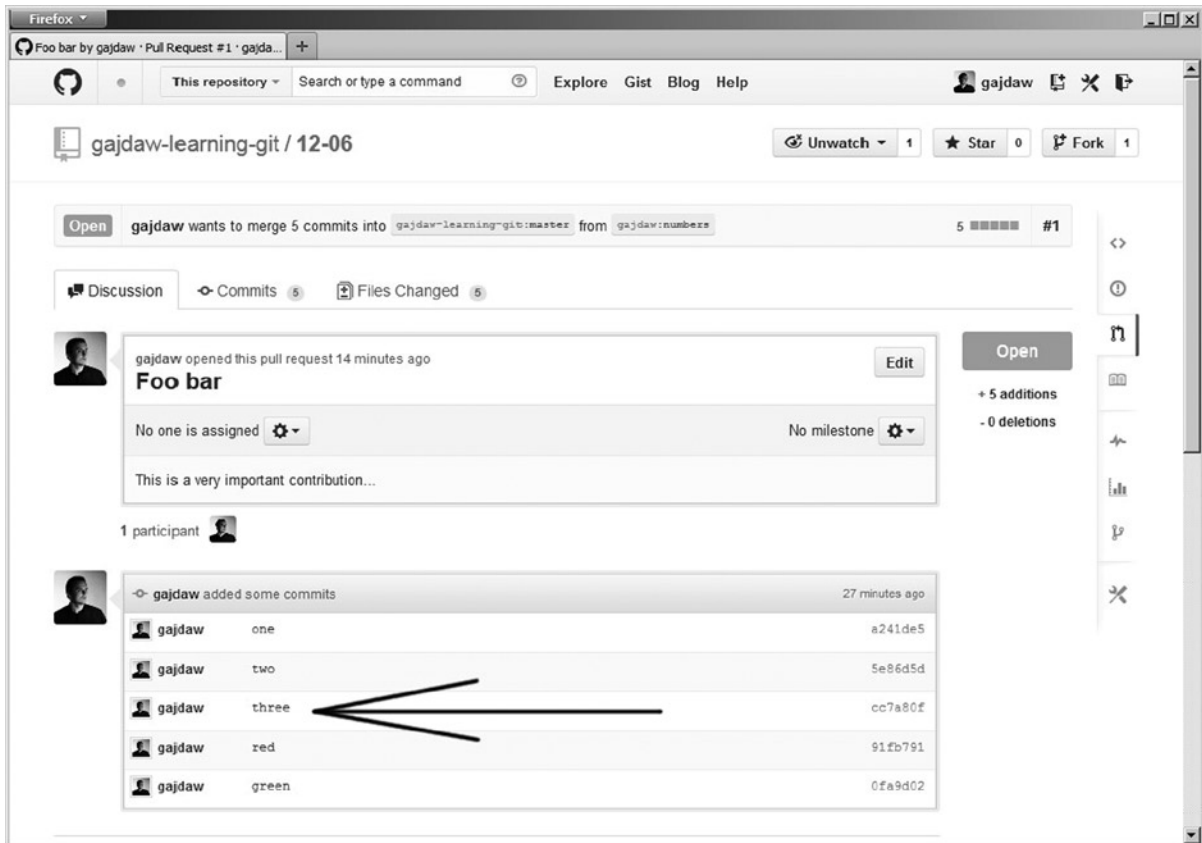 Firefox
Foo bar by gajdaw · Pull Request #1 · gajda...
This repository Search or type a command Explore Gist Blog Help gajdaw
gajdaw-learning-git / 12-06 Unwatch 1 Star 0 Fork 1
Open gajdaw wants to merge 5 commits into gajdaw-learning-git:master from gajdaw:numbers 5 #1
Discussion Commits 5 Files Changed 5
gajdaw opened this pull request 14 minutes ago
Foo bar
Edit
Open
+ 5 additions
- 0 deletions
No one is assigned No milestone
This is a very important contribution...
1 participant
gajdaw added some commits 27 minutes ago
gajdaw one a241de5
gajdaw two 5e86d5d
gajdaw three cc7a80f
gajdaw red 91fb791
gajdaw green 0fa9d02